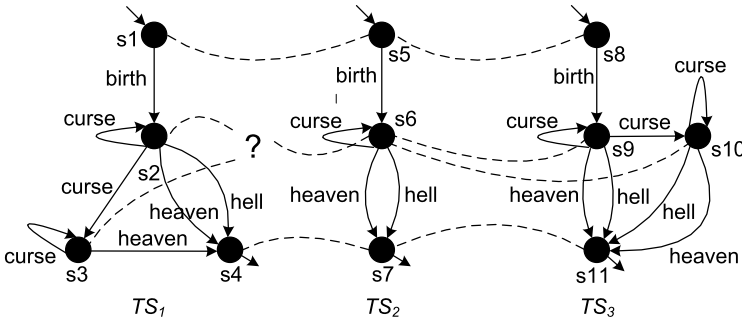 s1
s5
s8
birth
birth
birth
curse
curse
curse
s6
curse
curse
s2
?
s9
s10
curse
heaven
hell
heaven
hell
heaven
hell
hell
curse
heaven
heaven
s3
s4
s7
s11
TS1
TS2
TS3